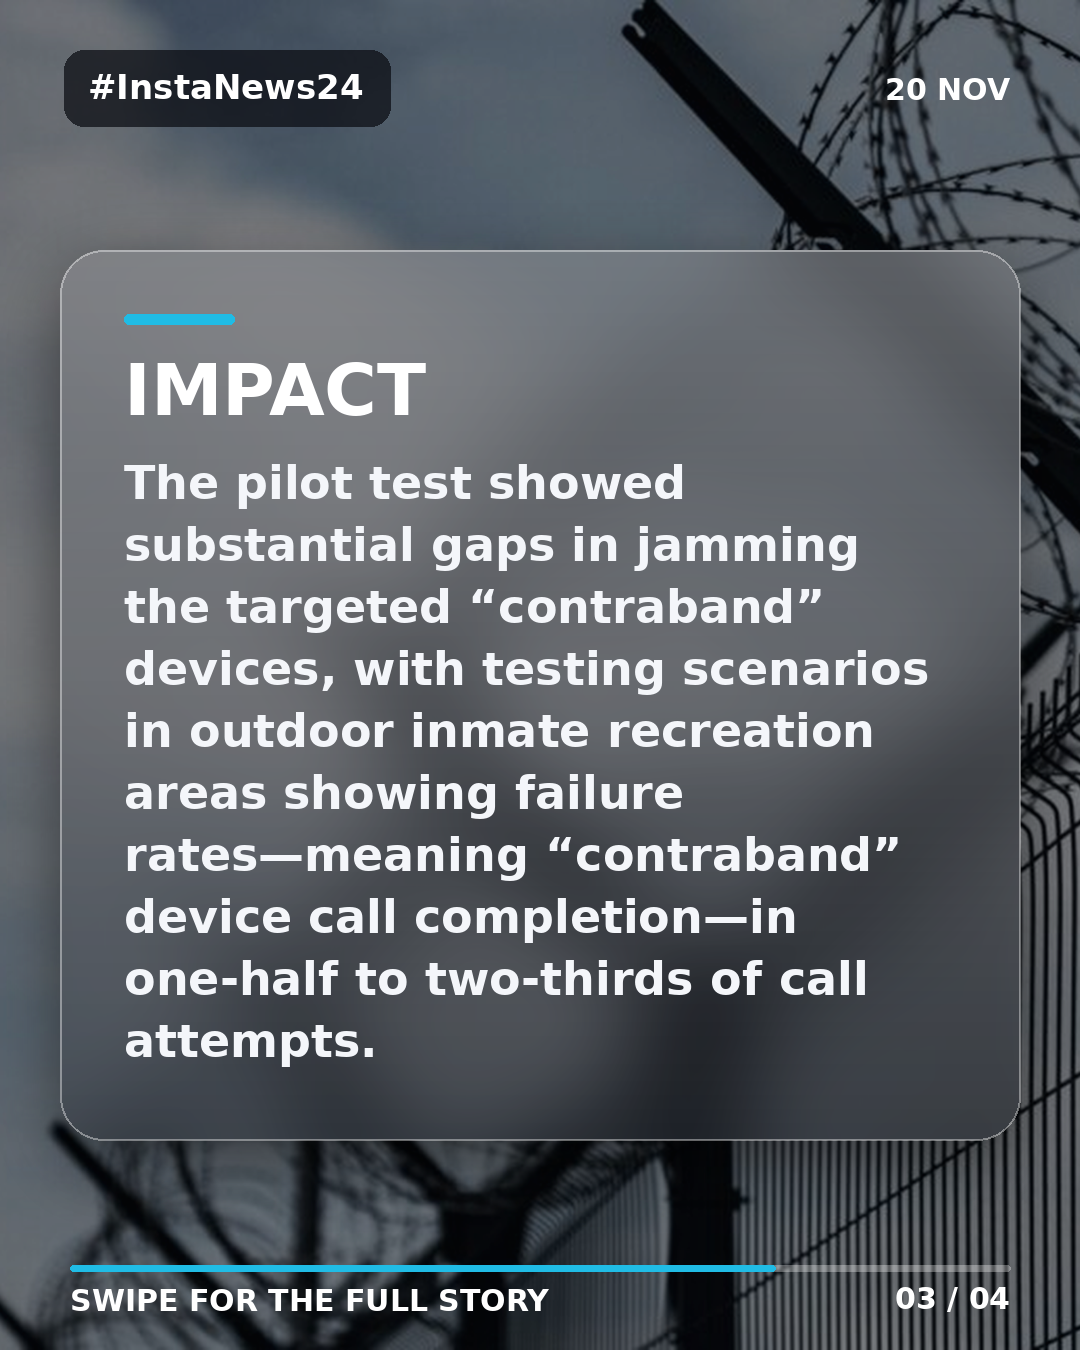 #InstaNews24
20 NOV
IMPACT
The pilot test showed
substantial gaps in jamming
the targeted “contraband”
devices, with testing scenarios
in outdoor inmate recreation
areas showing failure
rates—meaning “contraband”
device call completion—in
one-half to two-thirds of call
attempts.
SWIPE FOR THE FULL STORY
03 / 04